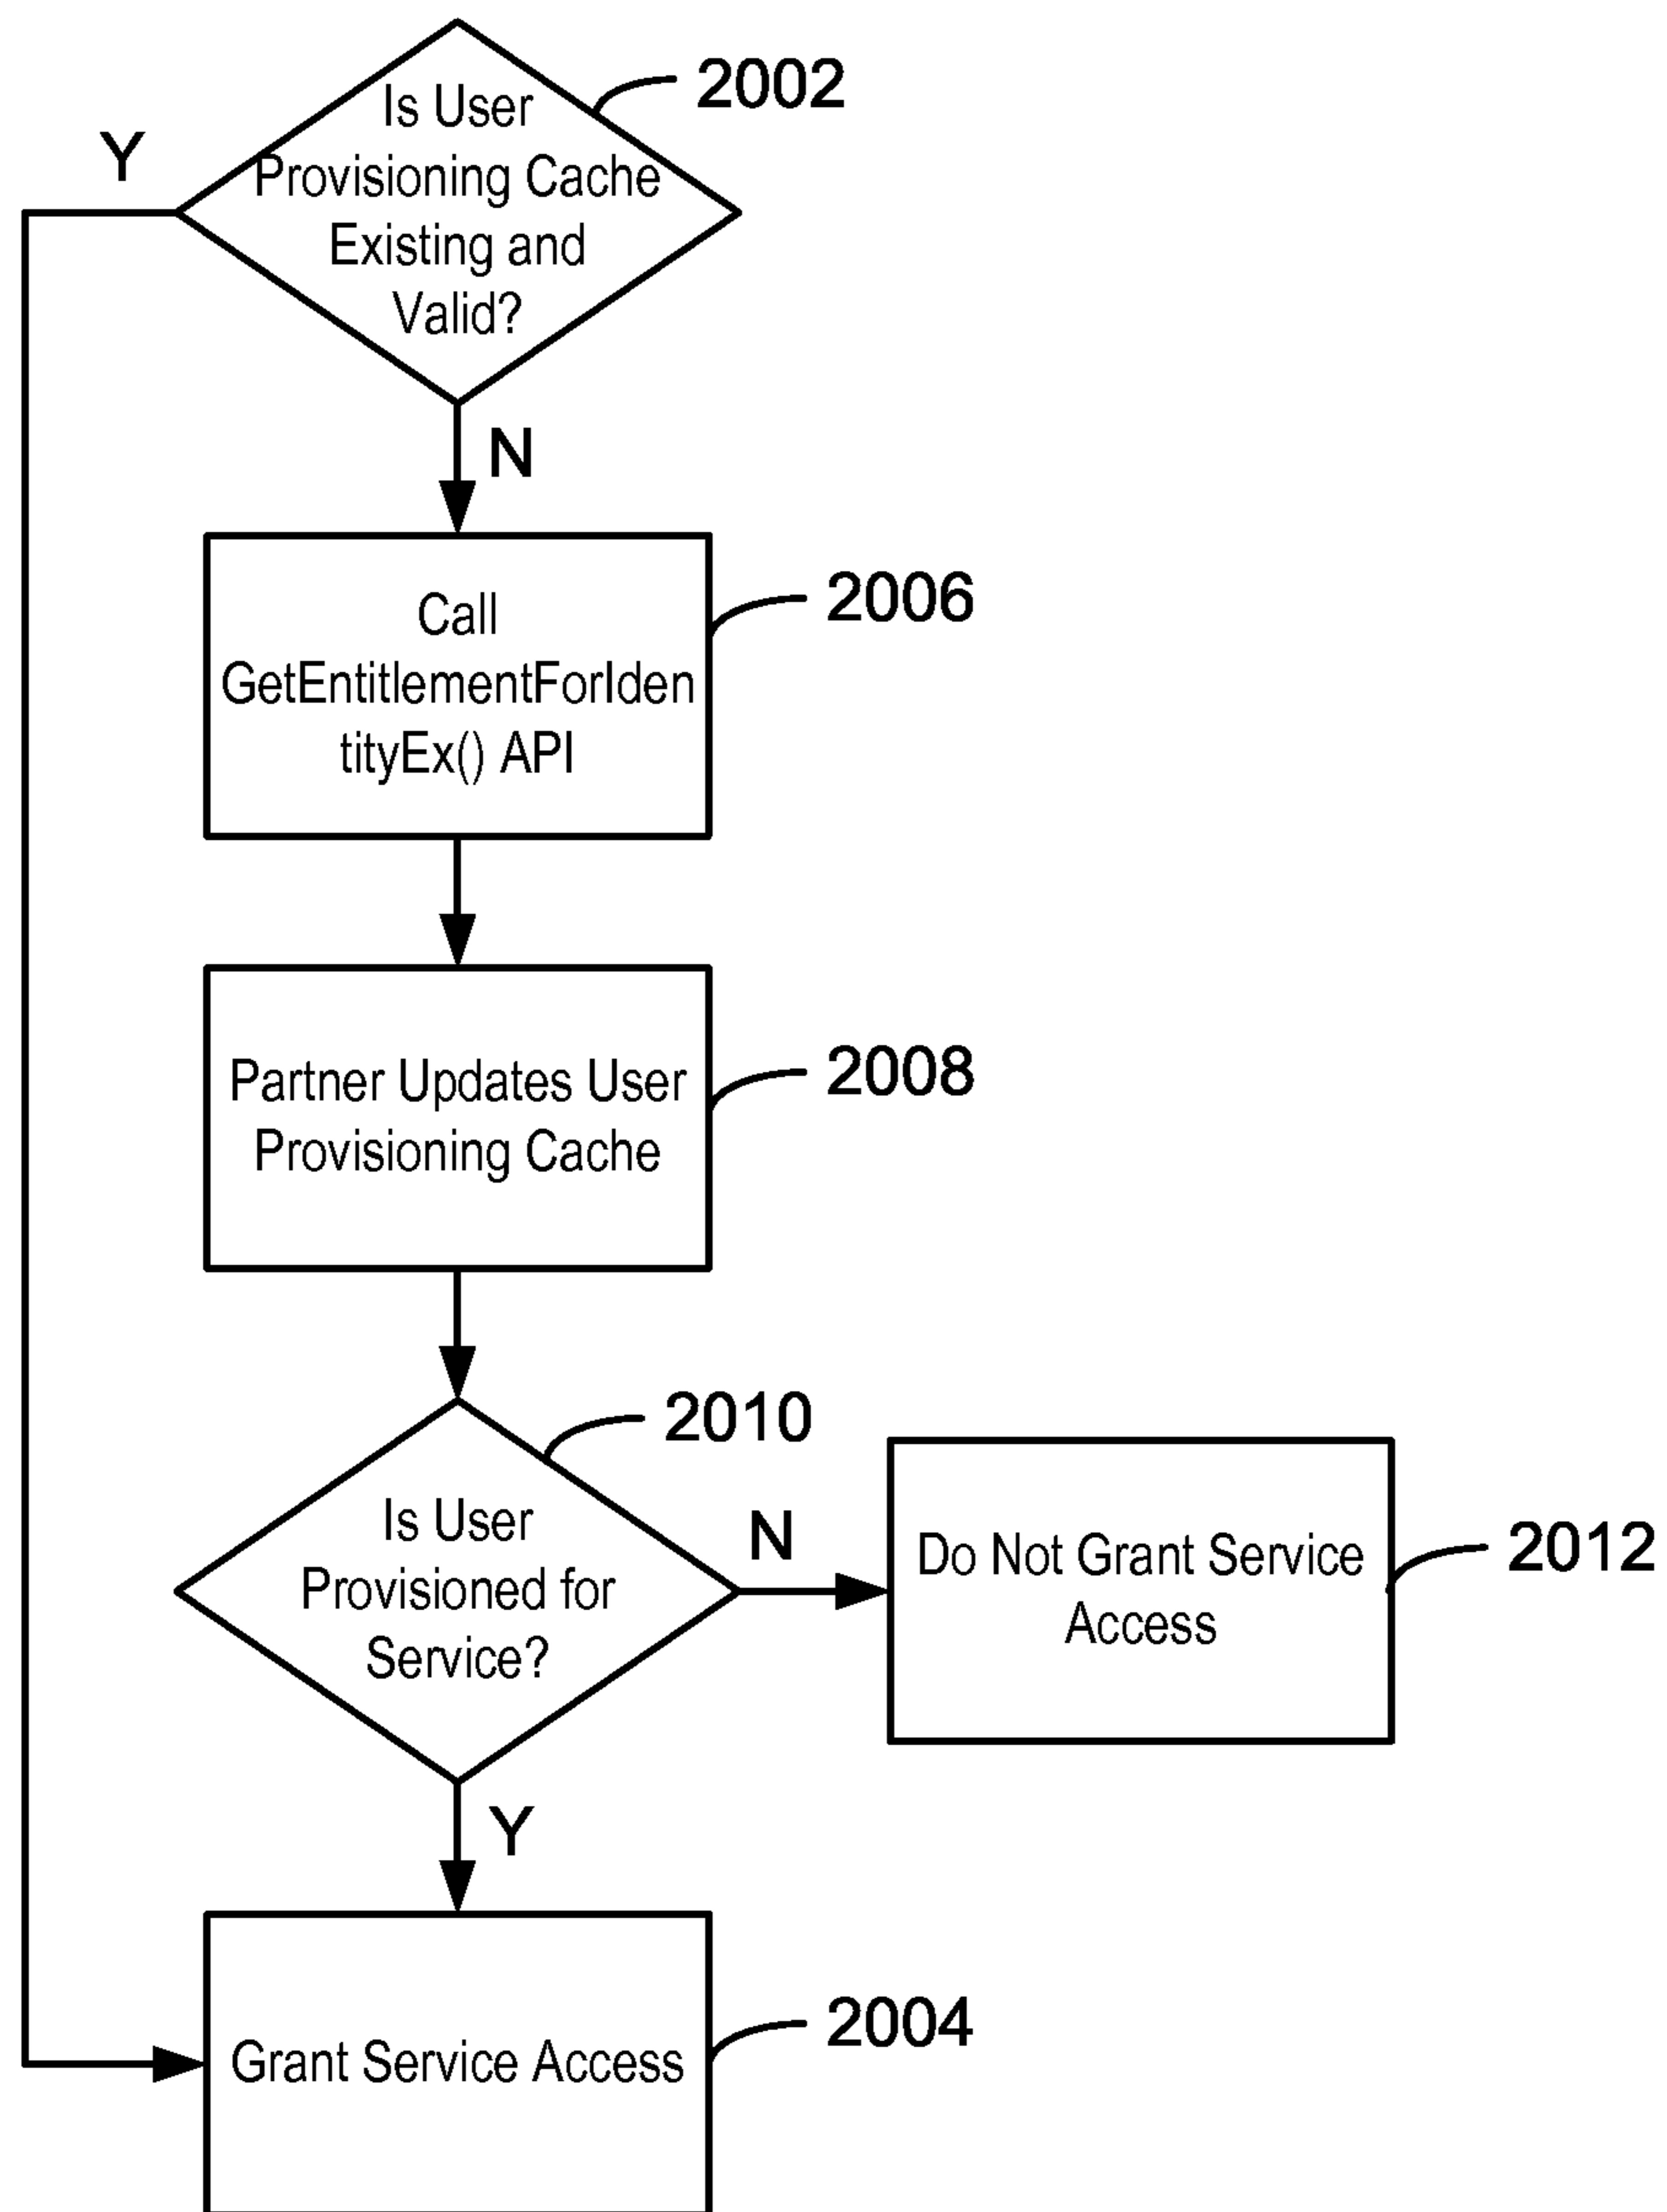 2002
Is User
Provisioning Cache
Existing and
Valid?
Y
N
2006
Call
GetEntitlementForIden
tityEx() API
2008
Partner Updates User
Provisioning Cache
2010
Is User
Provisioned for
Service?
N
2012
Do Not Grant Service
Access
Y
2004
Grant Service Access